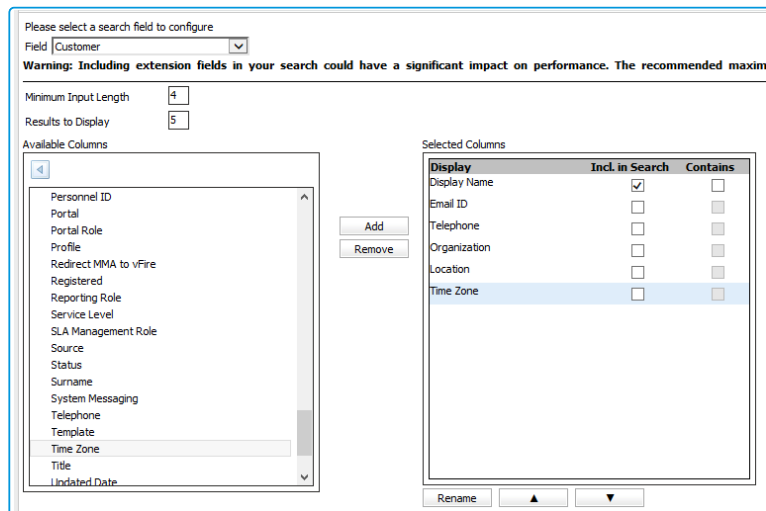 Please select a search field to configure
Field Customer
Warning: Including extension fields in your search could have a significant impact on performance. The recommended maxim
Minimum Input Length 4
Results to Display 5
Available Columns
Personnel ID
Portal
Portal Role
Profile
Redirect MMA to vFire
Registered
Reporting Role
Service Level
SLA Management Role
Source
Status
Surname
System Messaging
Telephone
Template
Time Zone
Title
Updated Date
Add
Remove
Selected Columns
Display Incl. in Search Contains
Display Name
Email ID
Telephone
Organization
Location
Time Zone
Rename